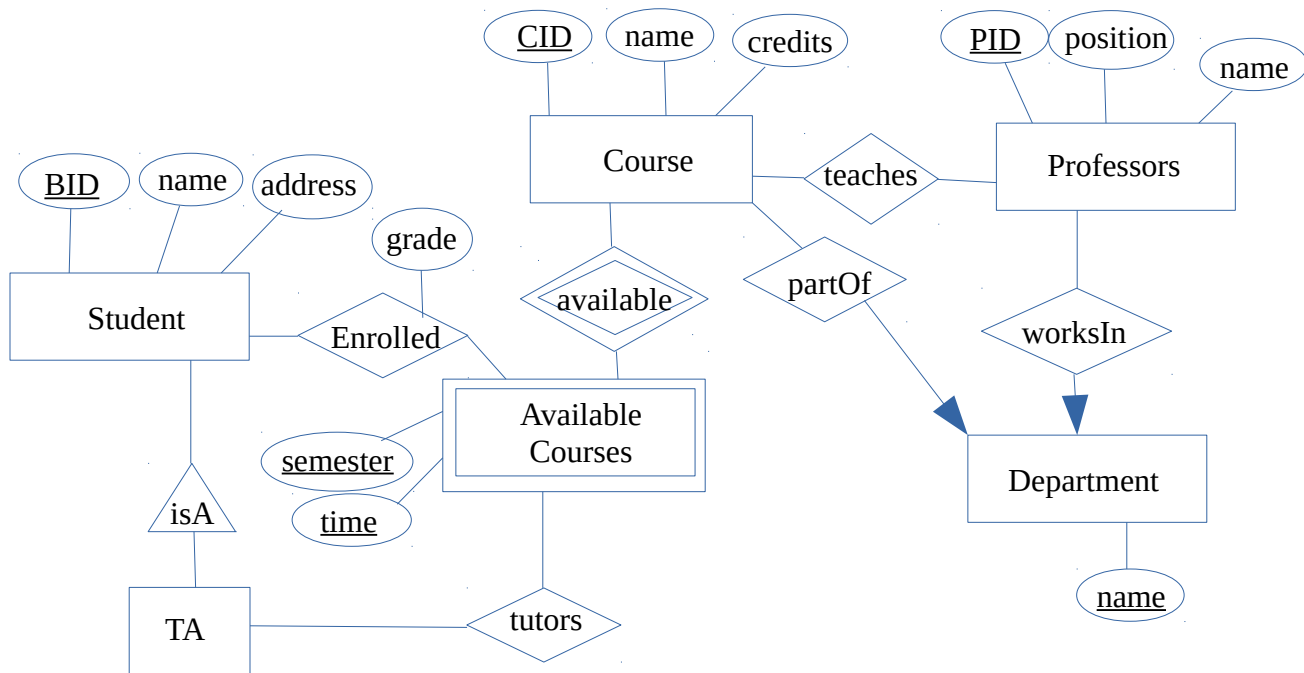 CID
name
credits
PID
position
name
Course
teaches
Professors
BID
name
address
grade
Student
Enrolled
available
partOf
worksIn
Available
Courses
semester
time
isA
Department
name
TA
tutors